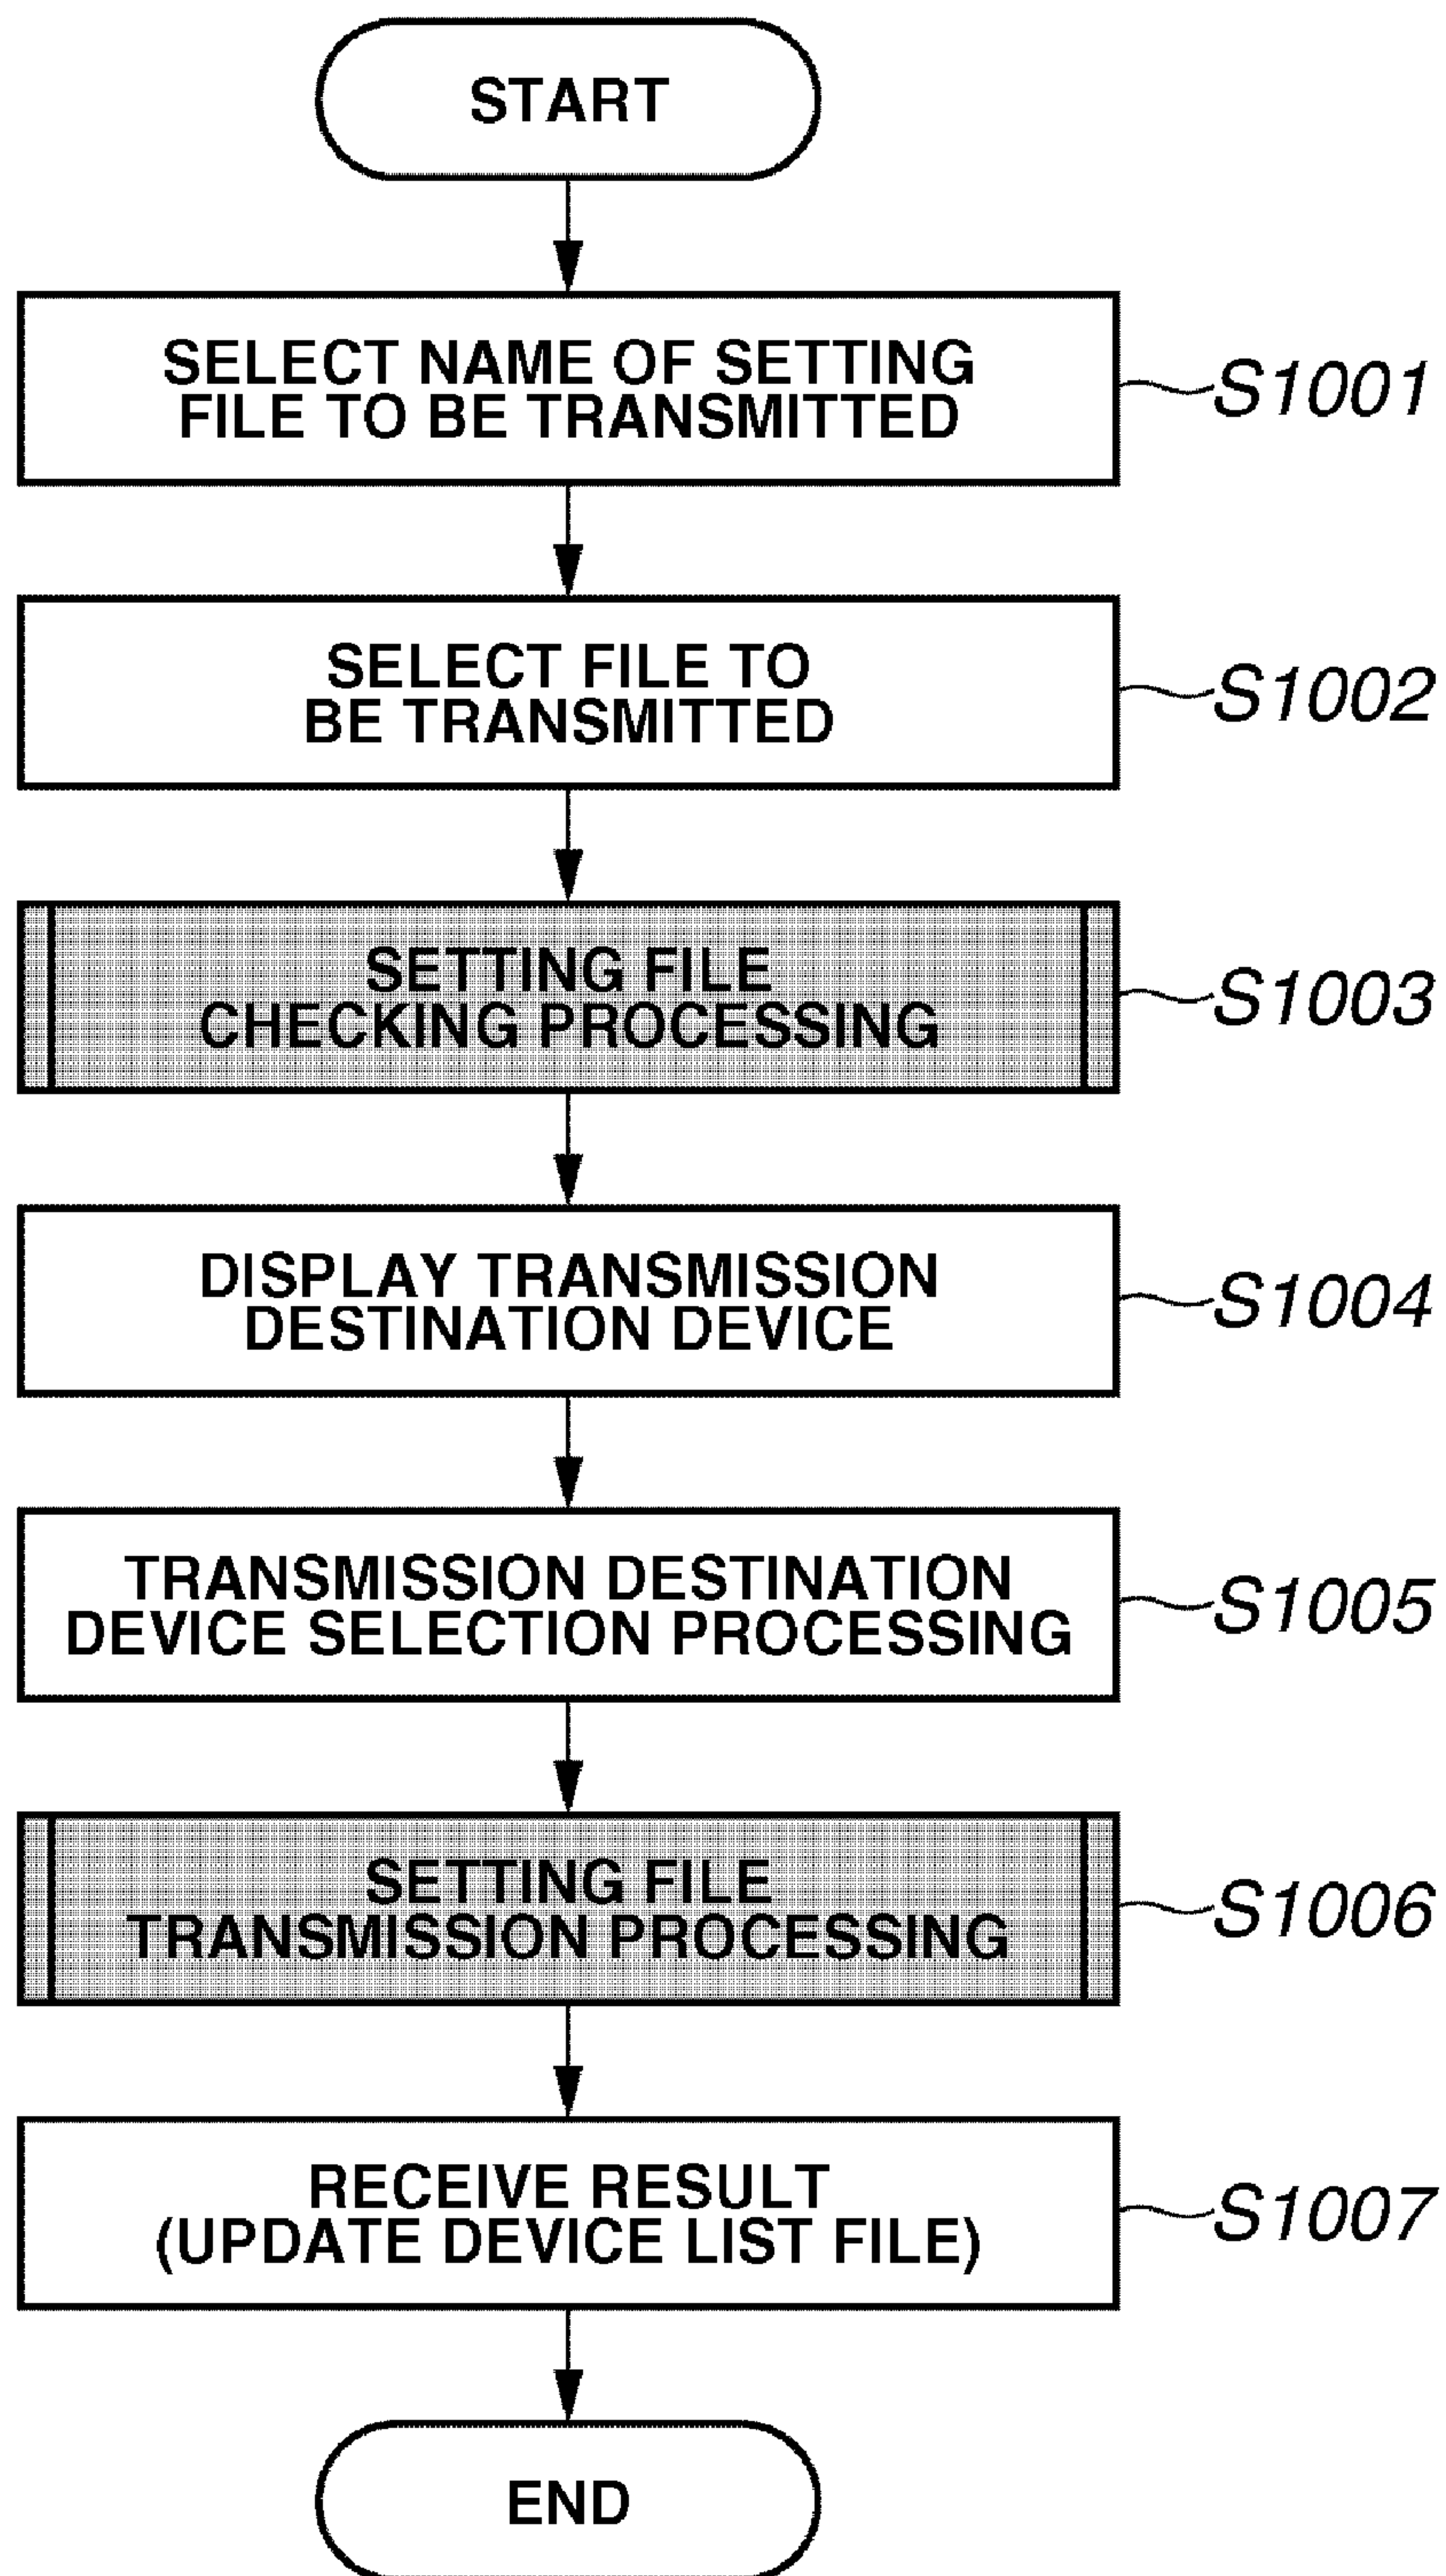 START
SELECT NAME OF SETTING
FILE TO BE TRANSMITTED
S1001
SELECT FILE TO
BE TRANSMITTED
S1002
SETTING FILE
CHECKING PROCESSING
S1003
DISPLAY TRANSMISSION
DESTINATION DEVICE
S1004
TRANSMISSION DESTINATION
DEVICE SELECTION PROCESSING
S1005
SETTING FILE
TRANSMISSION PROCESSING
S1006
RECEIVE RESULT
(UPDATE DEVICE LIST FILE)
S1007
END